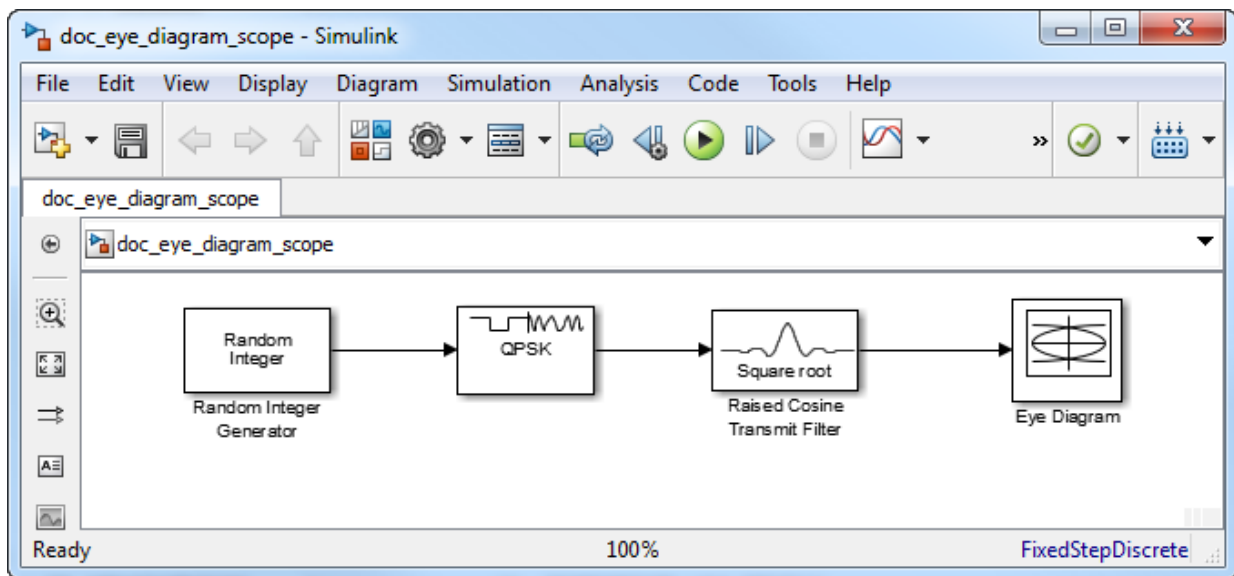 doc_eye_diagram_scope - Simulink
File Edit View Display Diagram Simulation Analysis Code Tools Help
»
doc_eye_diagram_scope
doc_eye_diagram_scope
Random
Integer
Random Integer
Generator
QPSK
Square root
Raised Cosine
Transmit Filter
Eye Diagram
A
Ready 100% FixedStepDiscrete